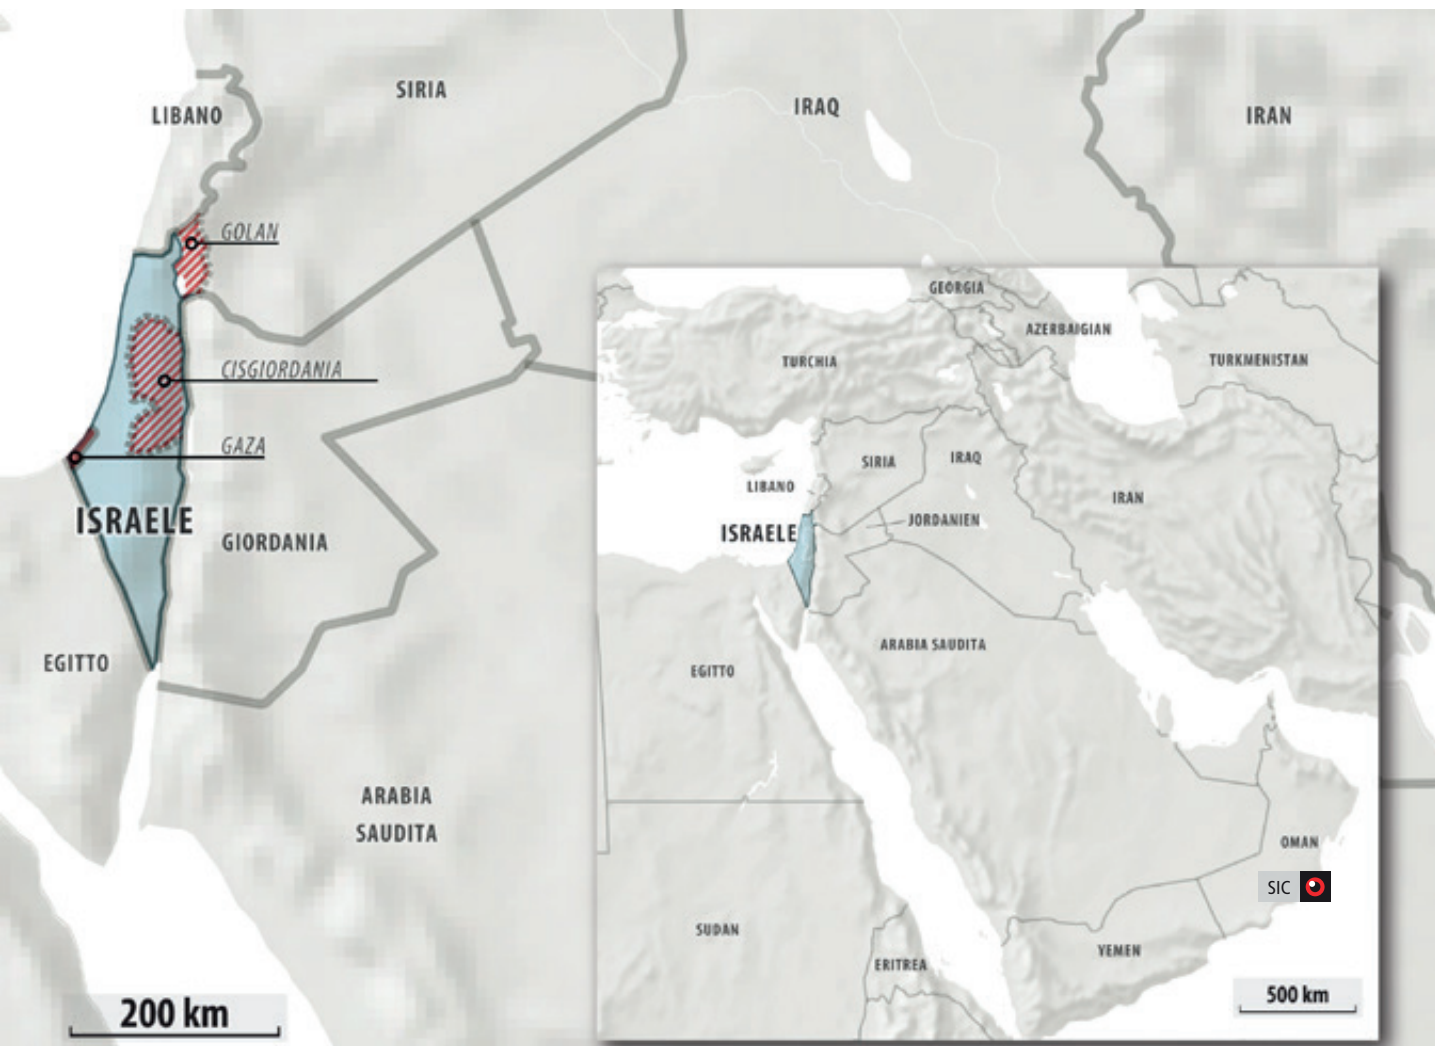 SIRIA
LIBANO
IRAQ
IRAN
GOLAN
CISGIORDANIA
GAZA
ISRAELE
GIORDANIA
EGITTO
ARABIA
SAUDITA
200 km
GEORGIA
AZERBAIGIAN
TURCHIA
TURKMENISTAN
SIRIA
IRAQ
LIBANO
IRAN
JORDANIEN
ISRAELE
ARABIA SAUDITA
EGITTO
OMAN
SIC
SUDAN
YEMEN
ERITREA
500 km